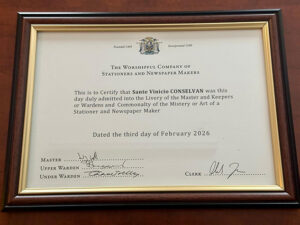 Founded 1403 Incorporated 1557
THE WORSHIPFUL COMPANY OF
STATIONERS AND NEWSPAPER MAKERS
This is to Certify that Sante Vinicio CONSELVAN was this
day duly admitted into the Livery of the Master and Keepers
or Wardens and Commonalty of the Mistery or Art of a
Stationer and Newspaper Maker
Dated the third day of February 2026
MASTER
UPPER WARDEN
UNDER WARDEN
CLERK